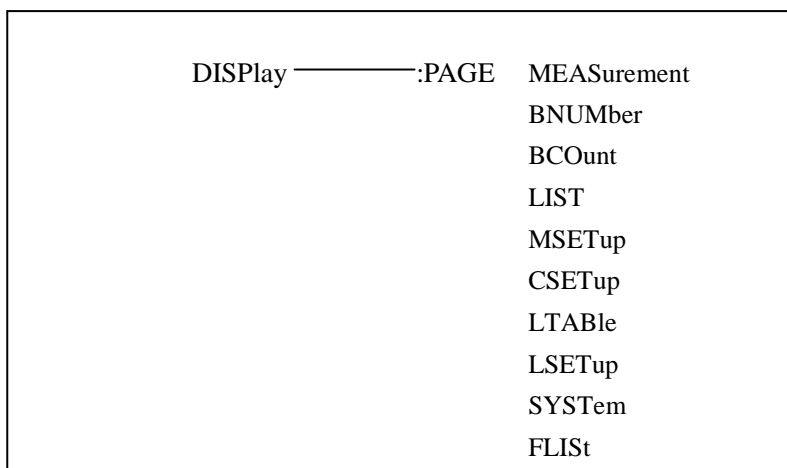 DISPlay :PAGE MEASurement
BNUMber
BCOunt
LIST
MSETup
CSETup
LTABle
LSETup
SYSTem
FLISt